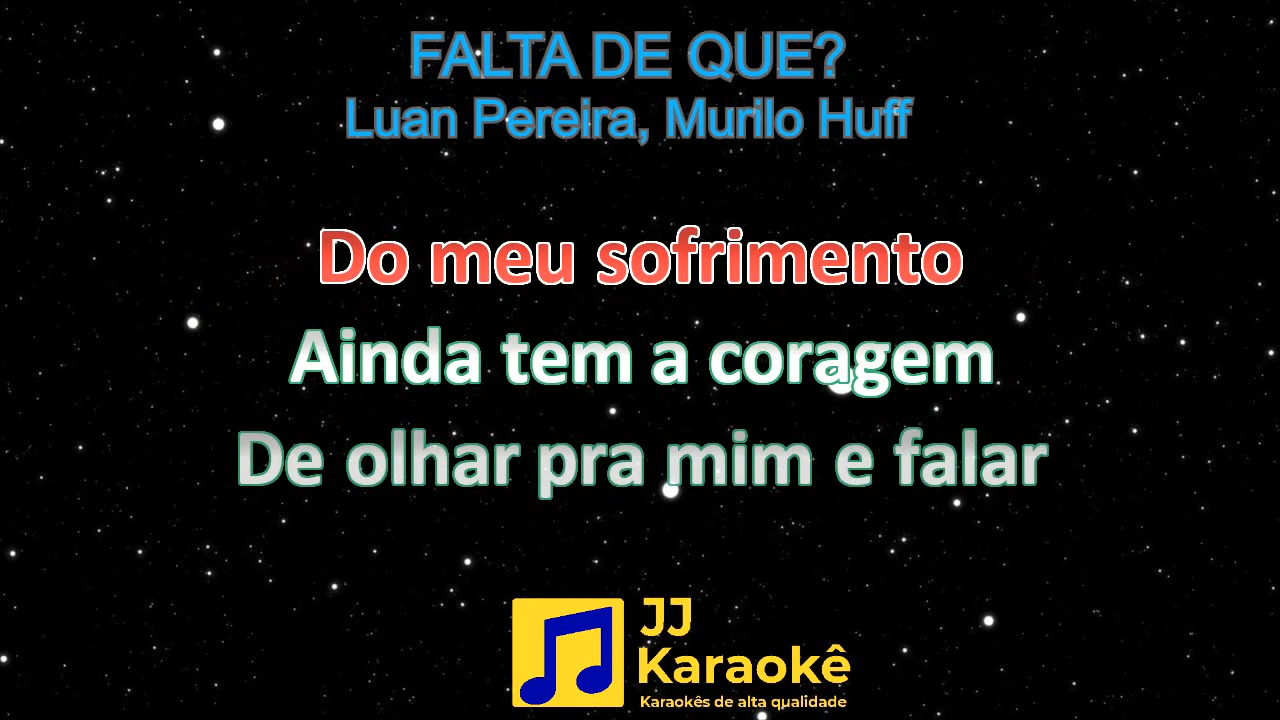 FALTA DE QUE?
Luan Pereira, Murilo Huff
Do meu sofrimento
Ainda tem a coragem
De olhar pra mim e falar
JJ
Karaokê
Karaokês de alta qualidade